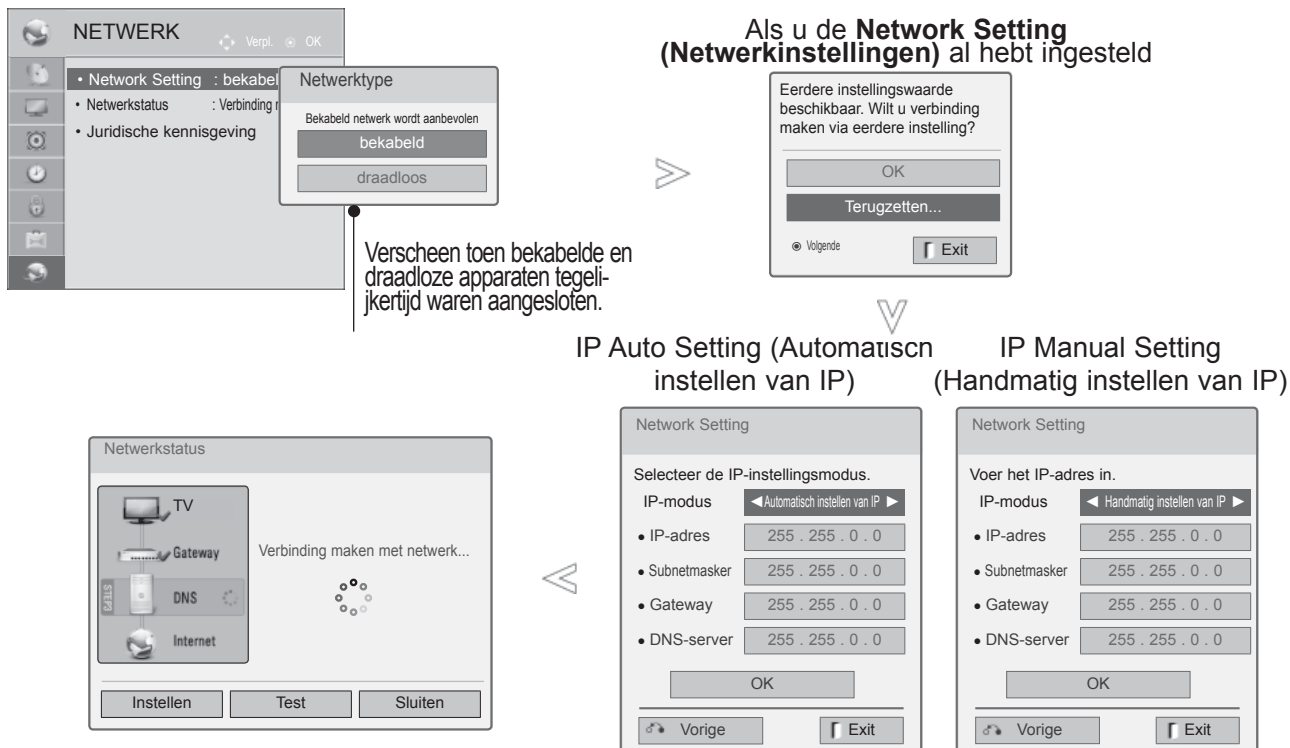 NETWERK
Verpl. OK
• Network Setting : bekabel
• Netwerkstatus : Verbinding
• Juridische kennisgeving
Netwerktype
Bekabeld netwerk wordt aanbevolen
bekabeld
draadloos
Verscheen toen bekabelde en
draadloze apparaten tegeli-
jkertijd waren aangesloten.
Als u de Network Setting
(Netwerkinstellingen) al hebt ingesteld
Eerdere instellingswaarde
beschikbaar. Wilt u verbinding
maken via eerdere instelling?
OK
Terugzetten...
Volgende
Exit
IP Auto Setting (Automatisch
instellen van IP)
Network Setting
Selecteer de IP-instellingsmodus.
IP-modus ◀ Automatisch instellen van IP ▶
• IP-adres 255 . 255 . 0 . 0
• Subnetmasker 255 . 255 . 0 . 0
• Gateway 255 . 255 . 0 . 0
• DNS-server 255 . 255 . 0 . 0
OK
Vorige
Exit
IP Manual Setting
(Handmatig instellen van IP)
Network Setting
Voer het IP-adres in.
IP-modus ◀ Handmatig instellen van IP ▶
• IP-adres 255 . 255 . 0 . 0
• Subnetmasker 255 . 255 . 0 . 0
• Gateway 255 . 255 . 0 . 0
• DNS-server 255 . 255 . 0 . 0
OK
Vorige
Exit
Netwerkstatus
TV
Gateway
STEP3
DNS
Internet
Verbinding maken met netwerk...
Instellen
Test
Sluiten